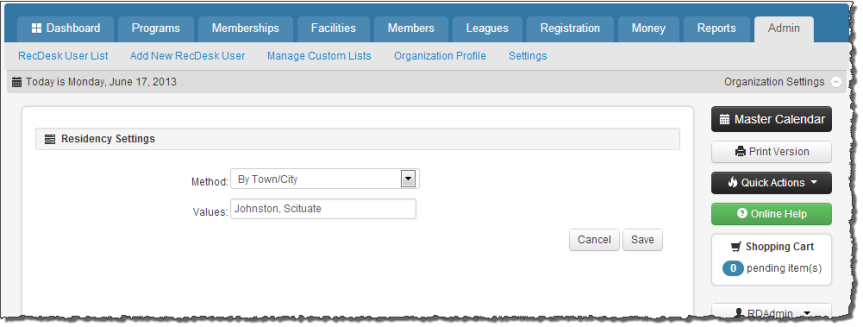 Dashboard Programs Memberships Facilities Members Leagues Registration Money Reports Admin
RecDesk User List Add New RecDesk User Manage Custom Lists Organization Profile Settings
Today is Monday, June 17, 2013 Organization Settings
Residency Settings
Method: By Town/City
Values: Johnston, Scituate
Cancel Save
Master Calendar
Print Version
Quick Actions
Online Help
Shopping Cart
0 pending item(s)
RDAdmin